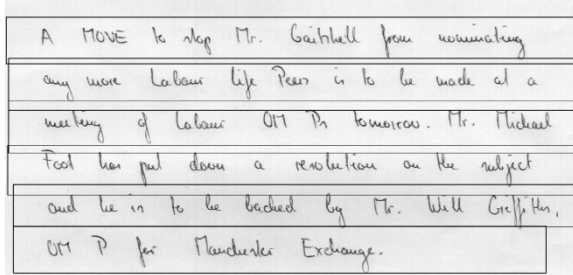 A MOVE to stop Mr. Gaitskell from nominating
any more Labour Life Peers is to be made at a
meeting of Labour OM Ps tomorrow. Mr. Michael
Foot has put down a resolution on the subject
and he is to be backed by Mr. Will Griffiths,
OM P for Manchester Exchange.